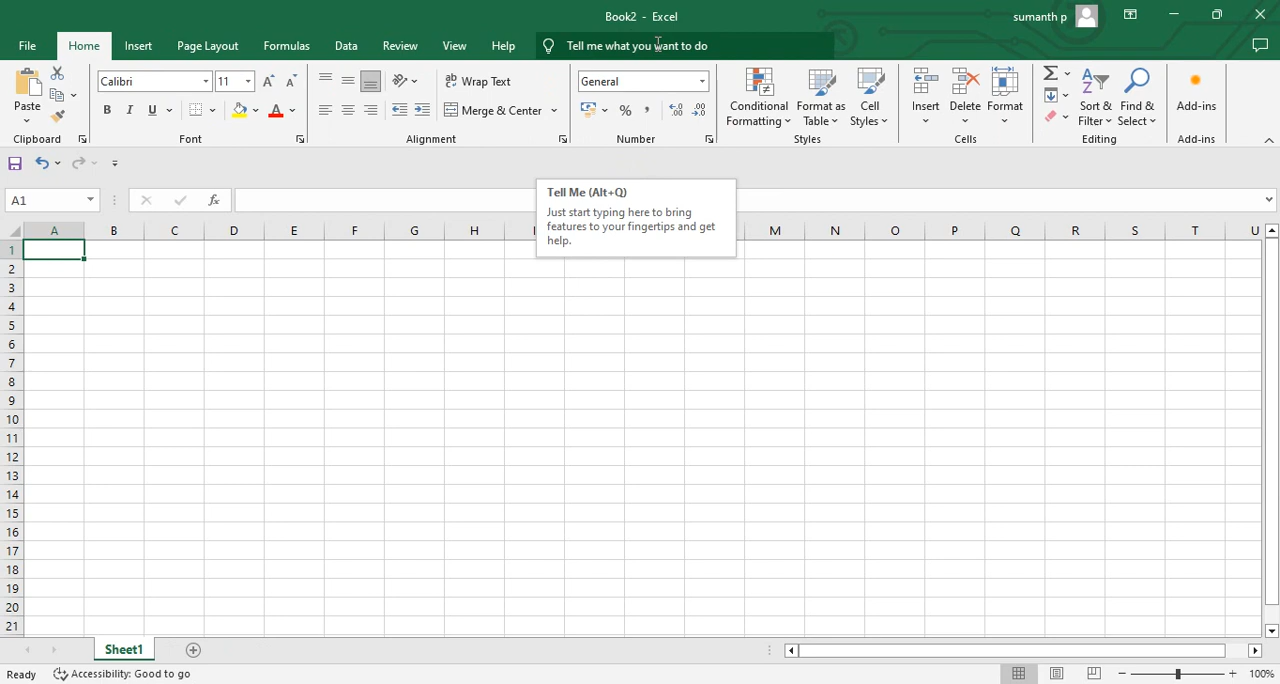 Book2 - Excel
sumanth p
File Home Insert Page Layout Formulas Data Review View Help Tell me what you want to do
Calibri 11 Wrap Text General
Paste B I U Merge & Center % , Conditional Formatting Format as Table Cell Styles Insert Delete Format Sort & Filter Find & Select Add-ins
Clipboard Font Alignment Number Styles Cells Editing Add-ins
A1 fx
Tell Me (Alt+Q)
Just start typing here to bring
features to your fingertips and get
help.
A B C D E F G H M N O P Q R S T U
1
2
3
4
5
6
7
8
9
10
11
12
13
14
15
16
17
18
19
20
21
Sheet1
Ready Accessibility: Good to go 100%